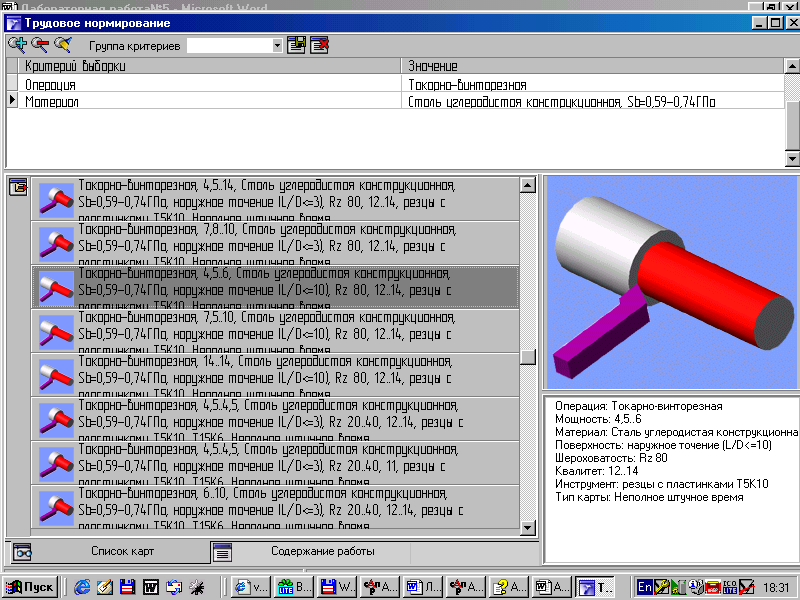 Лабораторная работа№5 - Microsoft Word
Трудовое нормирование
Группа критериев
Критерий выборки Значение
Операция Токарно-винторезная
Материал Сталь углеродистая конструкционная, Sb=0,59-0,74ГПа
Токарно-винторезная, 4,5..14, Сталь углеродистая конструкционная,
Sb=0,59-0,74ГПа, наружное точение (L/D<=3), Rz 80, 12..14, резцы с
пластинками Т5К10, Неполное штучное время
Токарно-винторезная, 7,8..10, Сталь углеродистая конструкционная,
Sb=0,59-0,74ГПа, наружное точение (L/D<=3), Rz 80, 12..14, резцы с
пластинками Т5К10, Неполное штучное время
Токарно-винторезная, 4,5..6, Сталь углеродистая конструкционная,
Sb=0,59-0,74ГПа, наружное точение (L/D<=10), Rz 80, 12..14, резцы с
пластинками Т5К10, Неполное штучное время
Токарно-винторезная, 7,5..10, Сталь углеродистая конструкционная,
Sb=0,59-0,74ГПа, наружное точение (L/D<=10), Rz 80, 12..14, резцы с
пластинками Т5К10, Неполное штучное время
Токарно-винторезная, 14..14, Сталь углеродистая конструкционная,
Sb=0,59-0,74ГПа, наружное точение (L/D<=10), Rz 80, 12..14, резцы с
пластинками Т5К10, Неполное штучное время
Токарно-винторезная, 4,5..4,5, Сталь углеродистая конструкционная,
Sb=0,59-0,74ГПа, наружное точение (L/D<=3), Rz 20..40, 12..14, резцы с
пластинками Т5К10, Т15К6, Неполное штучное время
Токарно-винторезная, 4,5..4,5, Сталь углеродистая конструкционная,
Sb=0,59-0,74ГПа, наружное точение (L/D<=3), Rz 20..40, 11, резцы с
пластинками Т5К10, Т15К6, Неполное штучное время
Токарно-винторезная, 6..10, Сталь углеродистая конструкционная,
Sb=0,59-0,74ГПа, наружное точение (L/D<=3), Rz 20..40, 12..14, резцы с
пластинками Т5К10, Т15К6, Неполное штучное время
Операция: Токарно-винторезная
Мощность: 4,5..6
Материал: Сталь углеродистая конструкционна
Поверхность: наружное точение (L/D<=10)
Шероховатость: Rz 80
Квалитет: 12..14
Инструмент: резцы с пластинками Т5К10
Тип карты: Неполное штучное время
Список карт Содержание работы
Пуск v... В... W... А... Л... А... А... А... Т... En 18:31